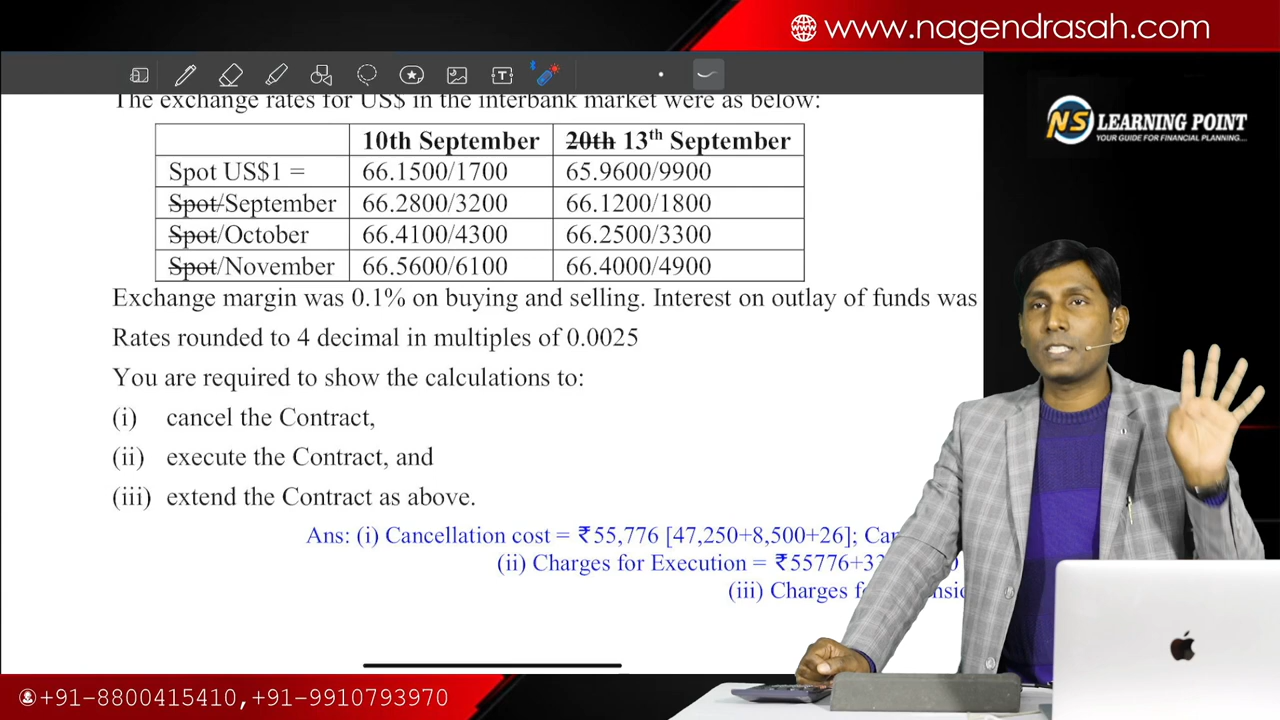 www.nagendrasah.com
NS LEARNING POINT
YOUR GUIDE FOR FINANCIAL PLANNING....
The exchange rates for US$ in the interbank market were as below:
10th September 20th 13th September
Spot US$1 = 66.1500/1700 65.9600/9900
Spot/September 66.2800/3200 66.1200/1800
Spot/October 66.4100/4300 66.2500/3300
Spot/November 66.5600/6100 66.4000/4900
Exchange margin was 0.1% on buying and selling. Interest on outlay of funds was
Rates rounded to 4 decimal in multiples of 0.0025
You are required to show the calculations to:
(i) cancel the Contract,
(ii) execute the Contract, and
(iii) extend the Contract as above.
Ans: (i) Cancellation cost = ₹55,776 [47,250+8,500+26];
(ii) Charges for Execution = ₹55776+
(iii) Charges
+91-8800415410,+91-9910793970